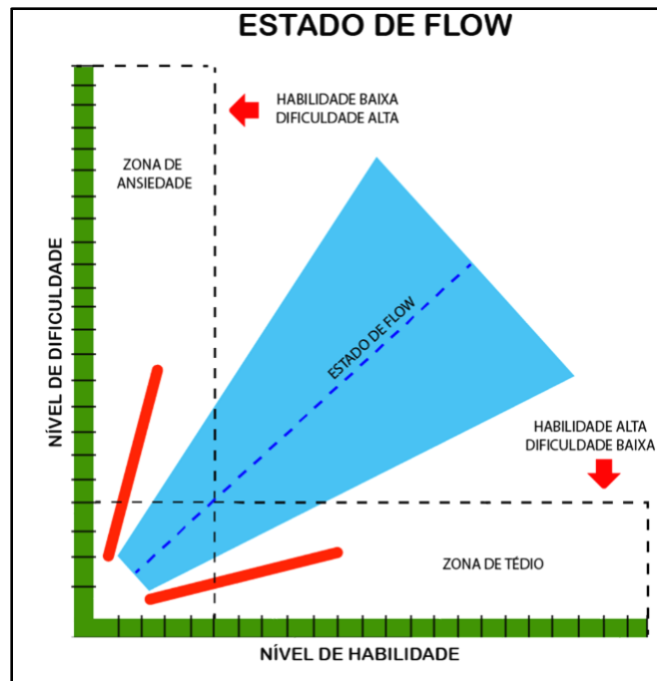 ESTADO DE FLOW
HABILIDADE BAIXA
DIFICULDADE ALTA
ZONA DE
ANSIEDADE
NÍVEL DE DIFICULDADE
ESTADO DE FLOW
HABILIDADE ALTA
DIFICULDADE BAIXA
ZONA DE TÉDIO
NÍVEL DE HABILIDADE